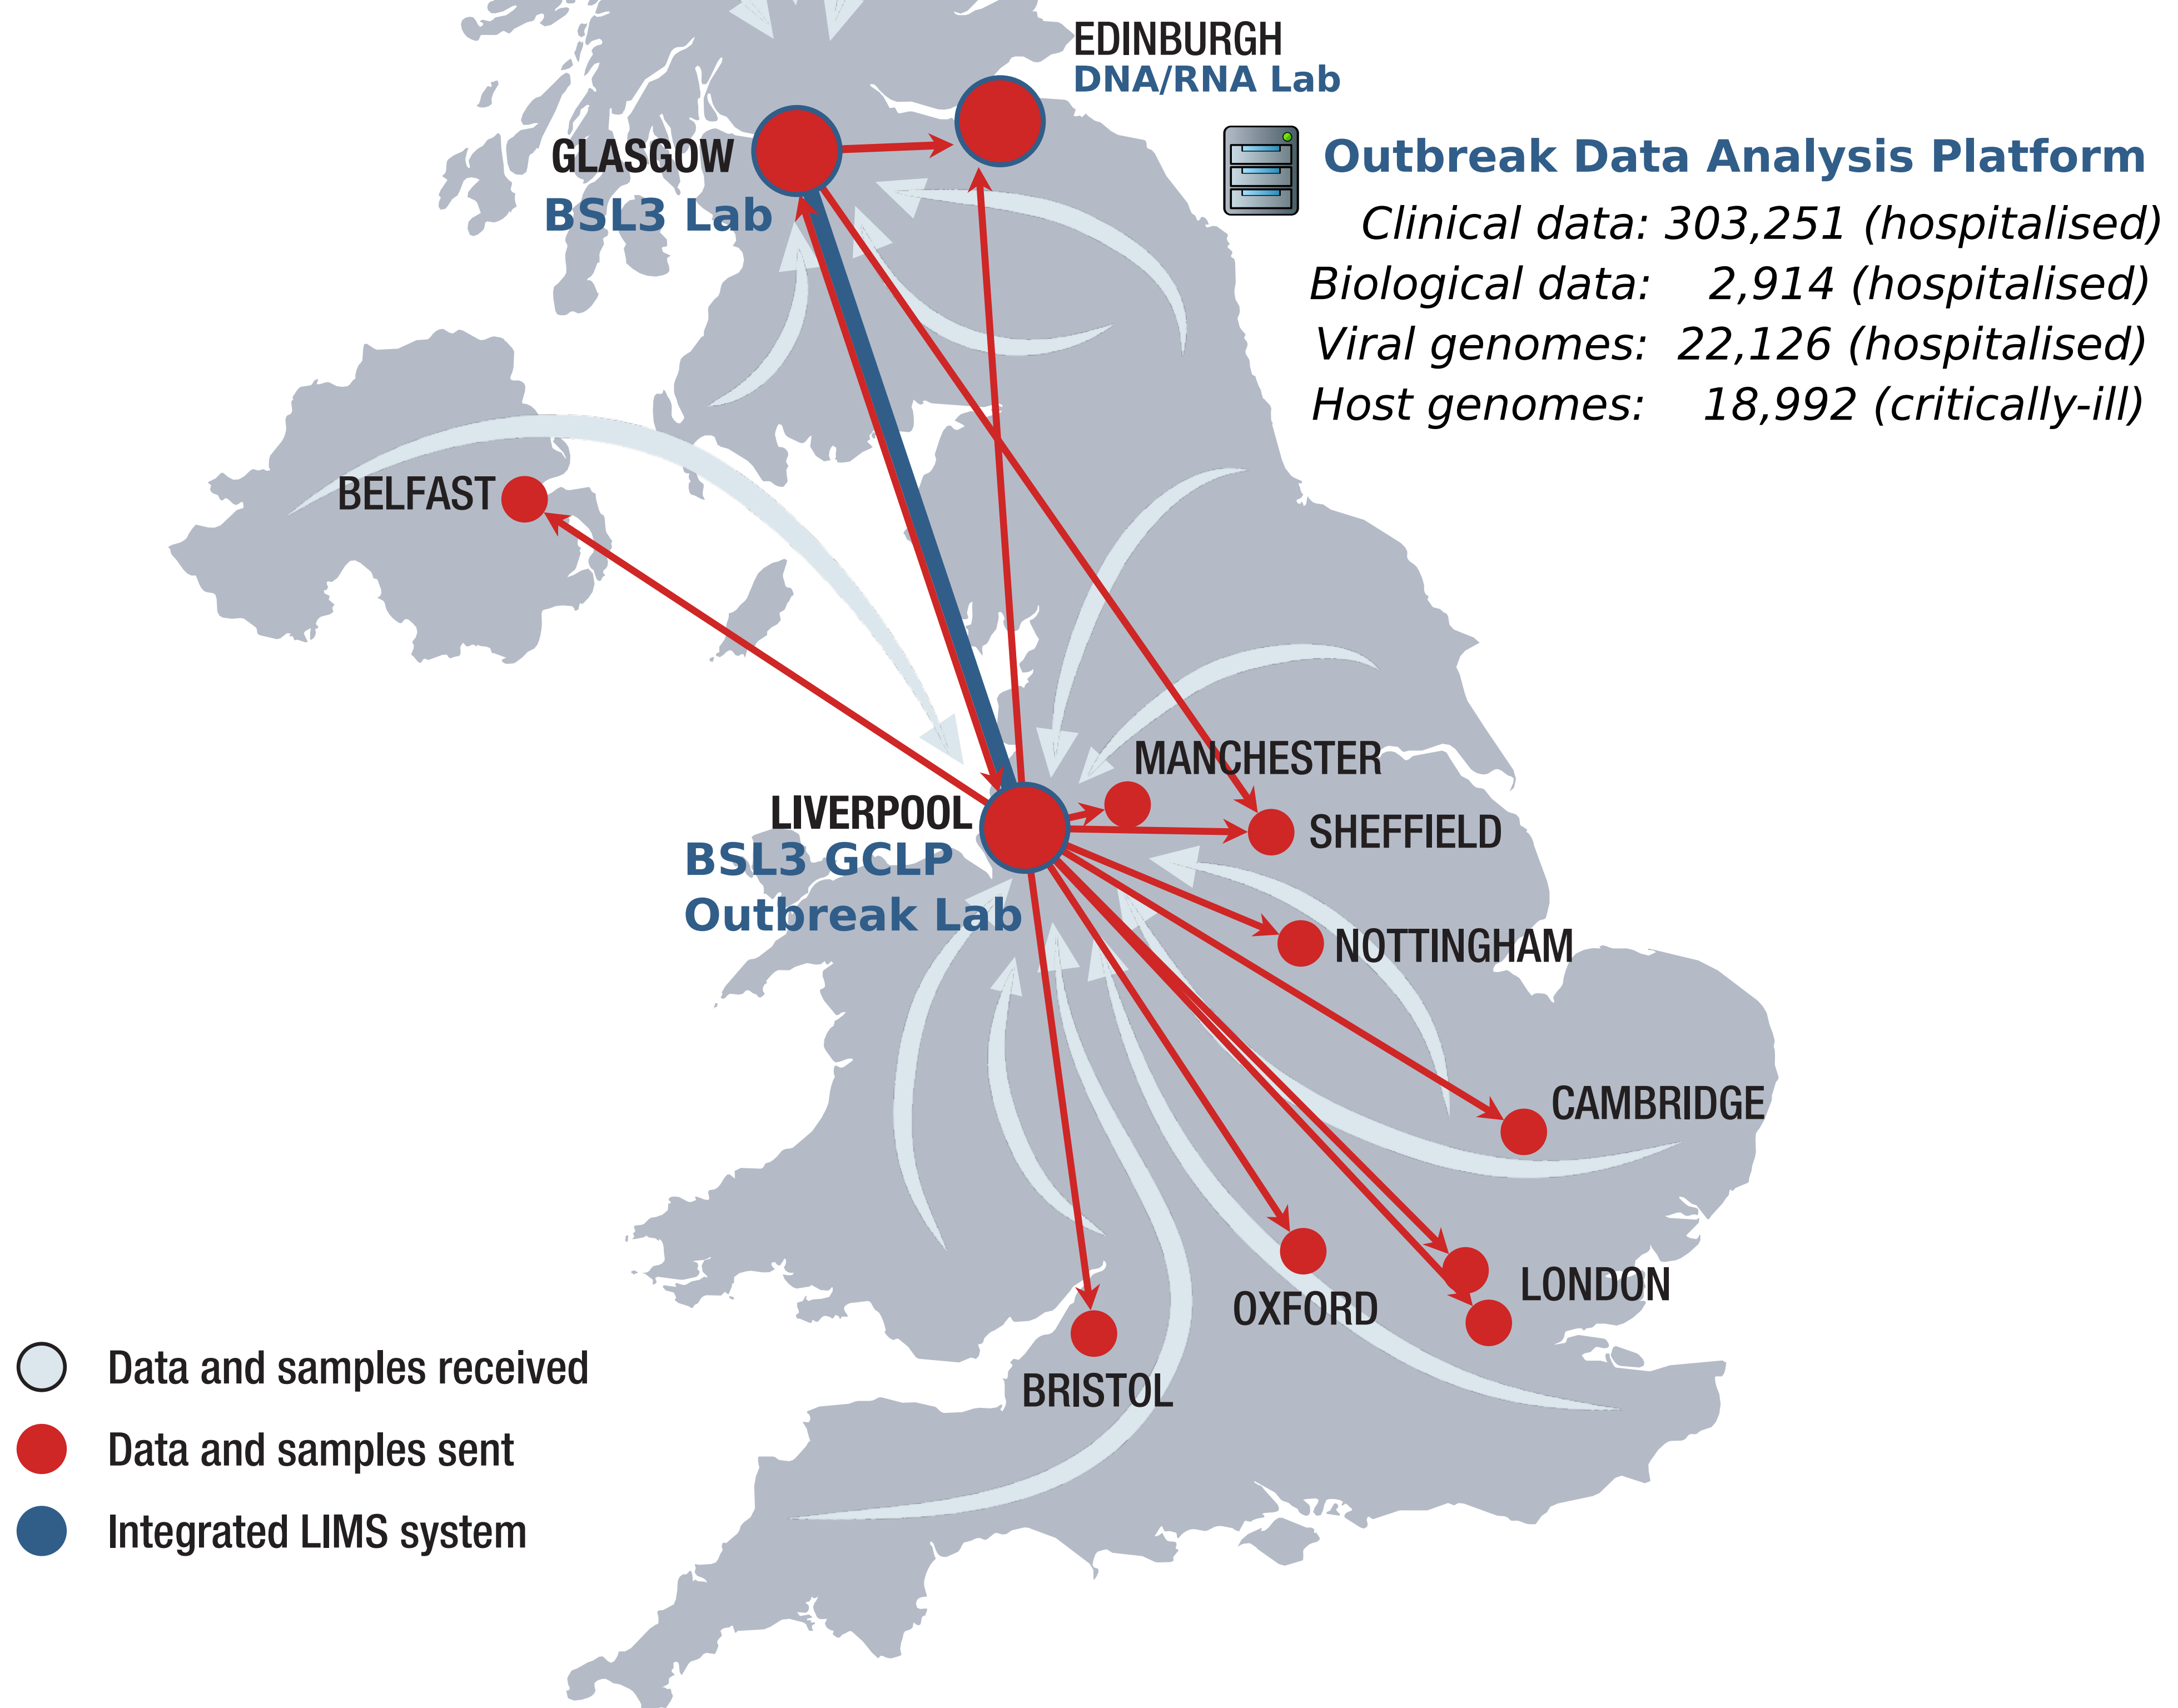 EDINBURGH
DNA/RNA Lab
GLASGOW
BSL3 Lab
Outbreak Data Analysis Platform
Clinical data: 303,251 (hospitalised)
Biological data: 2,914 (hospitalised)
Viral genomes: 22,126 (hospitalised)
Host genomes: 18,992 (critically-ill)
BELFAST
MANCHESTER
LIVERPOOL
BSL3 GCLP
Outbreak Lab
SHEFFIELD
NOTTINGHAM
CAMBRIDGE
LONDON
OXFORD
BRISTOL
Data and samples received
Data and samples sent
Integrated LIMS system